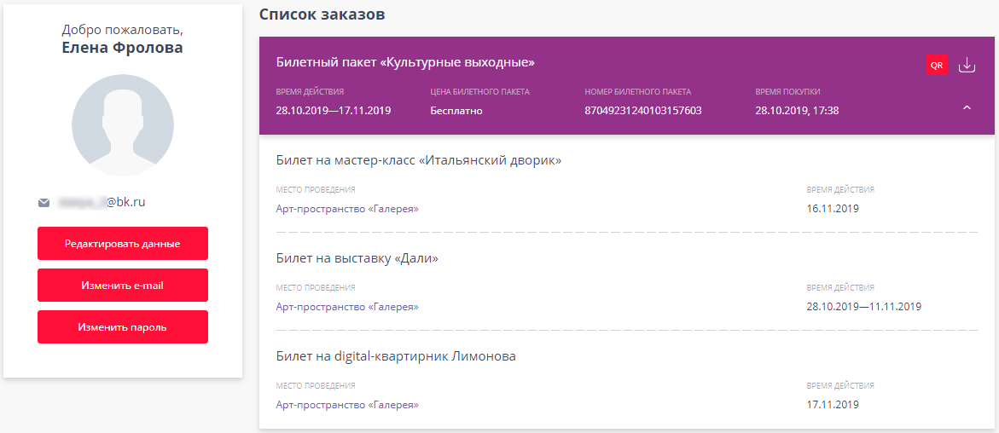 Добро пожаловать,
Елена Фролова
@bk.ru
Редактировать данные
Изменить e-mail
Изменить пароль
Список заказов
Билетный пакет «Культурные выходные»
QR
ВРЕМЯ ДЕЙСТВИЯ ЦЕНА БИЛЕТНОГО ПАКЕТА НОМЕР БИЛЕТНОГО ПАКЕТА ВРЕМЯ ПОКУПКИ
28.10.2019—17.11.2019 Бесплатно 87049231240103157603 28.10.2019, 17:38
Билет на мастер-класс «Итальянский дворик»
МЕСТО ПРОВЕДЕНИЯ ВРЕМЯ ДЕЙСТВИЯ
Арт-пространство «Галерея» 16.11.2019
Билет на выставку «Дали»
МЕСТО ПРОВЕДЕНИЯ ВРЕМЯ ДЕЙСТВИЯ
Арт-пространство «Галерея» 28.10.2019—11.11.2019
Билет на digital-квартирник Лимонова
МЕСТО ПРОВЕДЕНИЯ ВРЕМЯ ДЕЙСТВИЯ
Арт-пространство «Галерея» 17.11.2019